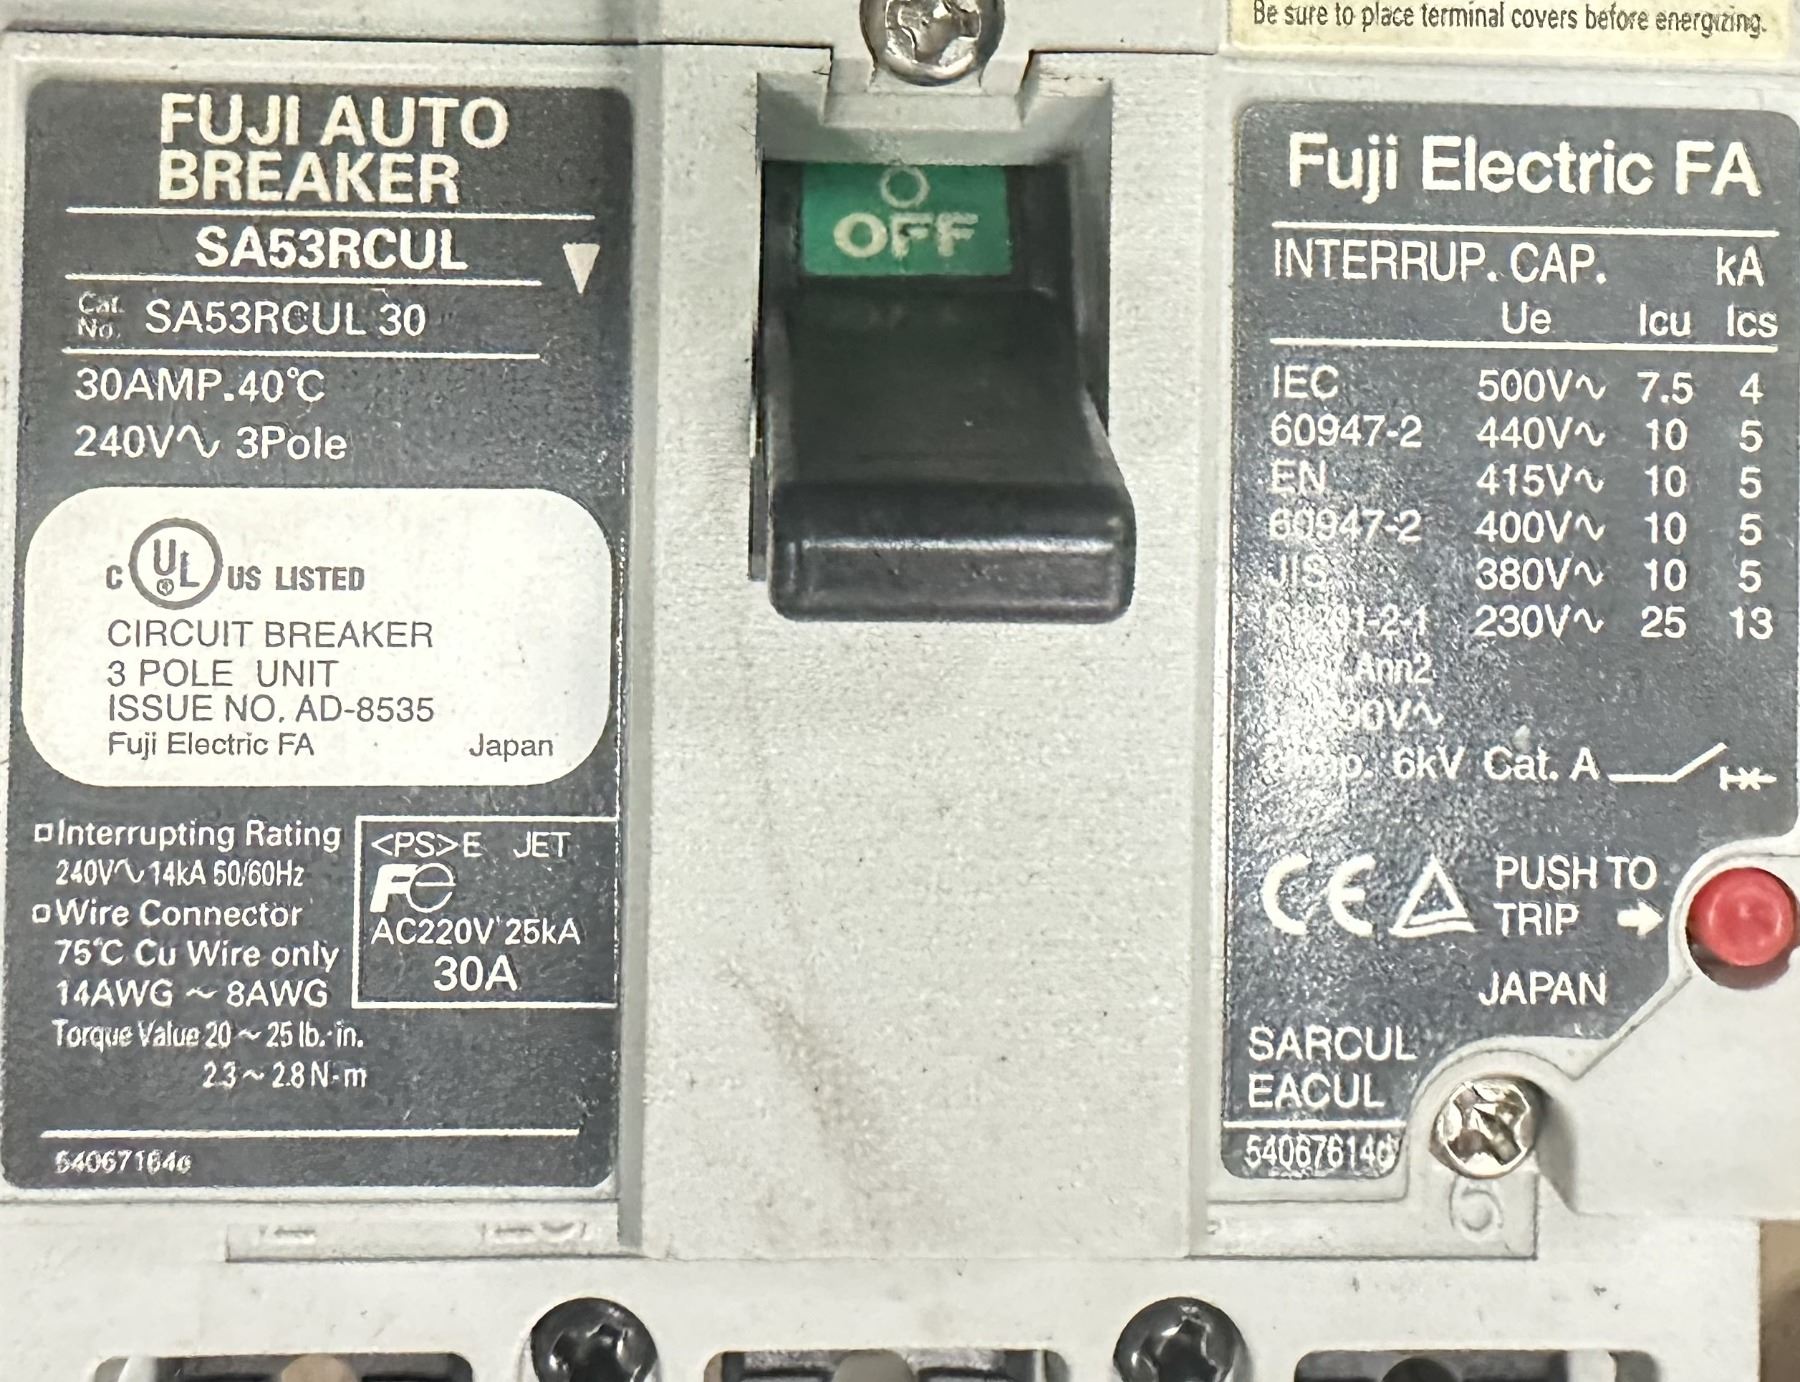 Be sure to place terminal covers before energizing.
FUJI AUTO
BREAKER
SA53RCUL
Cat.
No. SA53RCUL 30
30AMP.40℃
240V∿ 3Pole
C UL US LISTED
CIRCUIT BREAKER
3 POLE UNIT
ISSUE NO. AD-8535
Fuji Electric FA Japan
Interrupting Rating
240V∿ 14kA 50/60Hz
Wire Connector
75℃ Cu Wire only
14AWG ~ 8AWG
Torque Value 20 ~ 25 lb.-in.
2.3 ~ 2.8 N-m
<PS>E JET
Fe
AC220V 25kA
30A
O
OFF
Fuji Electric FA
INTERRUP. CAP. kA
Ue Icu Ics
IEC 500V∿ 7.5 4
60947-2 440V∿ 10 5
EN 415V∿ 10 5
60947-2 400V∿ 10 5
JIS 380V∿ 10 5
230V∿ 25 13
Ann2
6kV Cat. A
CE PUSH TO
TRIP
JAPAN
SARCUL
EACUL